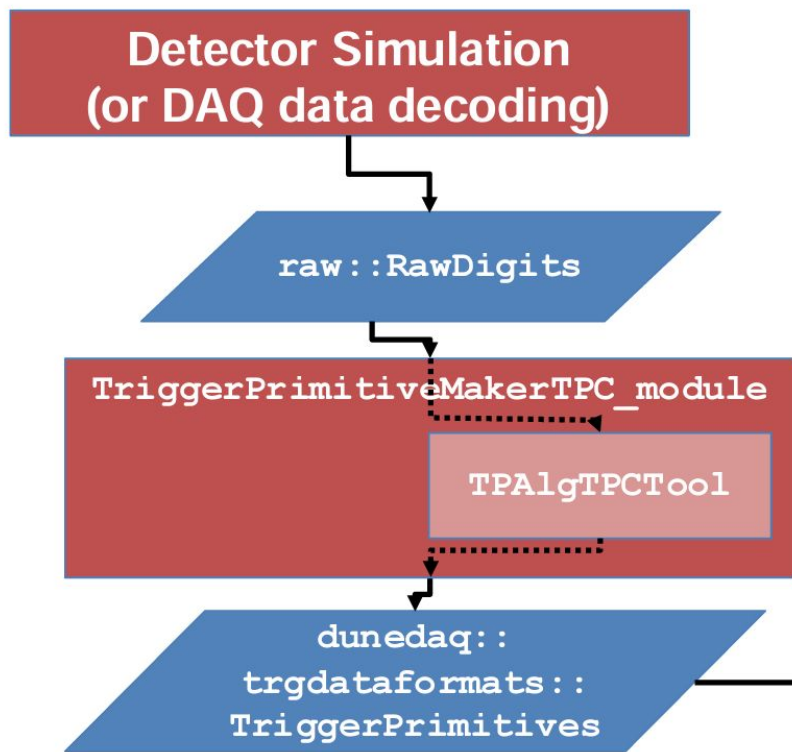 Detector Simulation
(or DAQ data decoding)
raw::RawDigits
TriggerPrimitiveMakerTPC_module
TPAlgTPCTool
dunedaq::
trgdataformats::
TriggerPrimitives